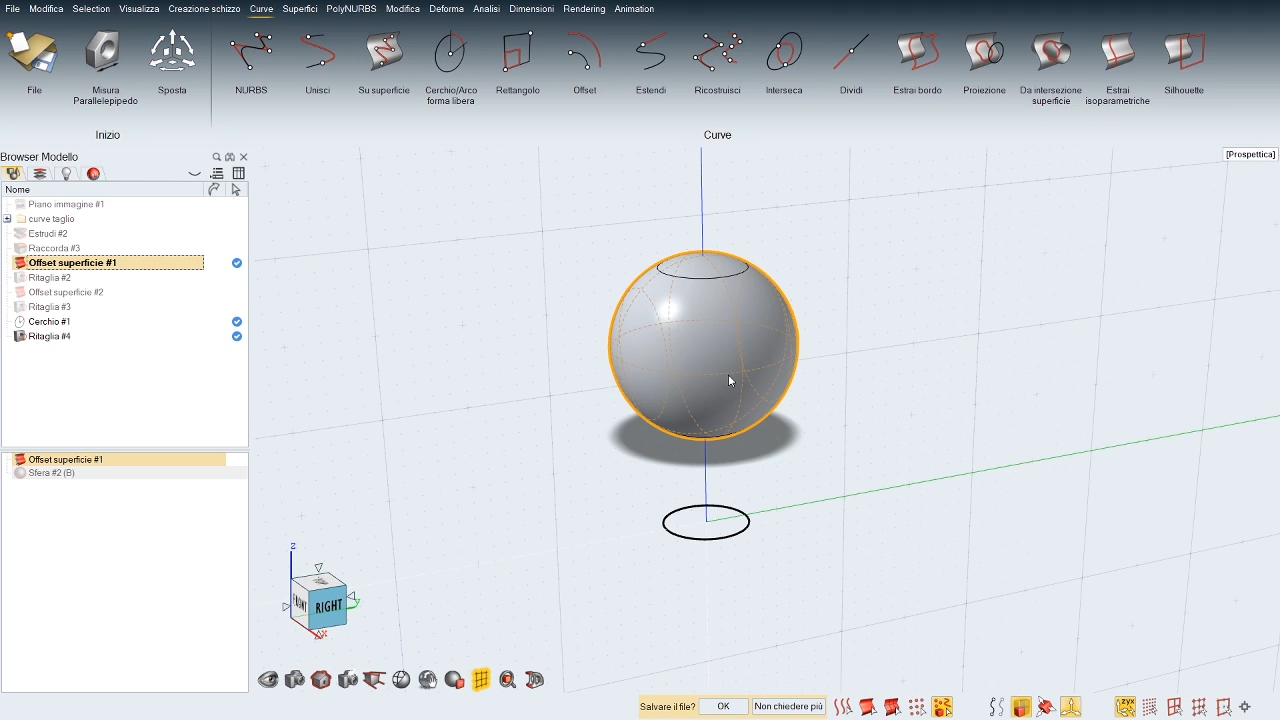 File Modifica Selection Visualizza Creazione schizzo Curve Superfici PolyNURBS Modifica Deforma Analisi Dimensioni Rendering Animation
File Misura Parallelepipedo Sposta NURBS Unisci Su superficie Cerchio/Arco forma libera Rettangolo Offset Estendi Ricostruisci Interseca Dividi Estrai bordo Proiezione Da intersezione superficie Estrai isoparametriche Silhouette
Inizio Curve
Browser Modello
[Prospettica]
Nome
Piano immagine #1
curve taglio
Estrudi #2
Raccorda #3
Offset superficie #1
Ritaglia #2
Offset superficie #2
Ritaglia #3
Cerchio #1
Ritaglia #4
Offset superficie #1
Sfera #2 (B)
Z
FRONT RIGHT
Y
X
Salvare il file? OK Non chiedere più
zyx